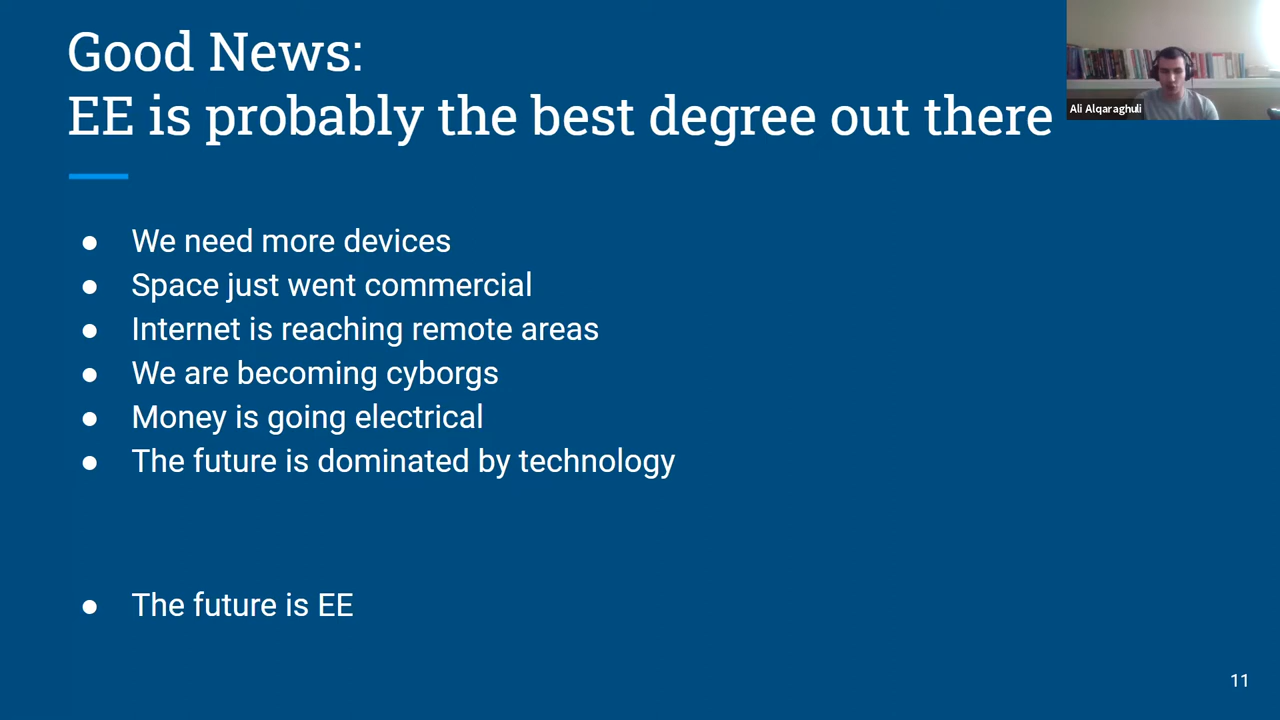 Good News:
EE is probably the best degree out there
Ali Alqaraghuli
● We need more devices
● Space just went commercial
● Internet is reaching remote areas
● We are becoming cyborgs
● Money is going electrical
● The future is dominated by technology
● The future is EE
11